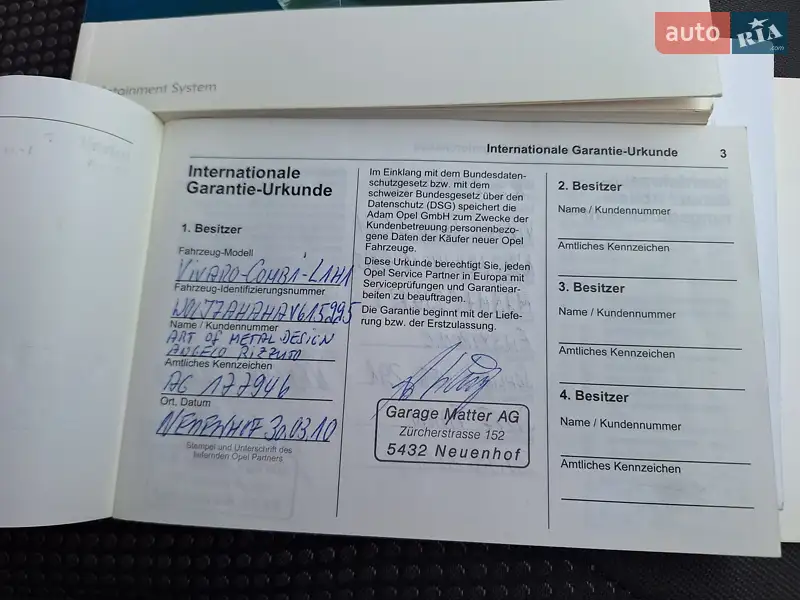 auto RIA.com
tainment System
Internationale Garantie-Urkunde 3
Internationale
Garantie-Urkunde
1. Besitzer
Fahrzeug-Modell
VIVARO-COMBI-L1H1
Fahrzeug-Identifizierungsnummer
W0LJ7AHAHAV615995
Name / Kundennummer
ART OF METAL DESIGN
ANGELO RIZZUTO
Amtliches Kennzeichen
AG 177946
Ort, Datum
NEUENHOF 30.03.10
Stempel und Unterschrift des
liefernden Opel Partners
Im Einklang mit dem Bundesdaten-
schutzgesetz bzw. mit dem
schweizer Bundesgesetz über den
Datenschutz (DSG) speichert die
Adam Opel GmbH zum Zwecke der
Kundenbetreuung personenbezo-
gene Daten der Käufer neuer Opel
Fahrzeuge.
Diese Urkunde berechtigt Sie, jeden
Opel Service Partner in Europa mit
Serviceprüfungen und Garantiear-
beiten zu beauftragen.
Die Garantie beginnt mit der Liefe-
rung bzw. der Erstzulassung.
Garage Matter AG
Zürcherstrasse 152
5432 Neuenhof
2. Besitzer
Name / Kundennummer
Amtliches Kennzeichen
3. Besitzer
Name / Kundennummer
Amtliches Kennzeichen
4. Besitzer
Name / Kundennummer
Amtliches Kennzeichen